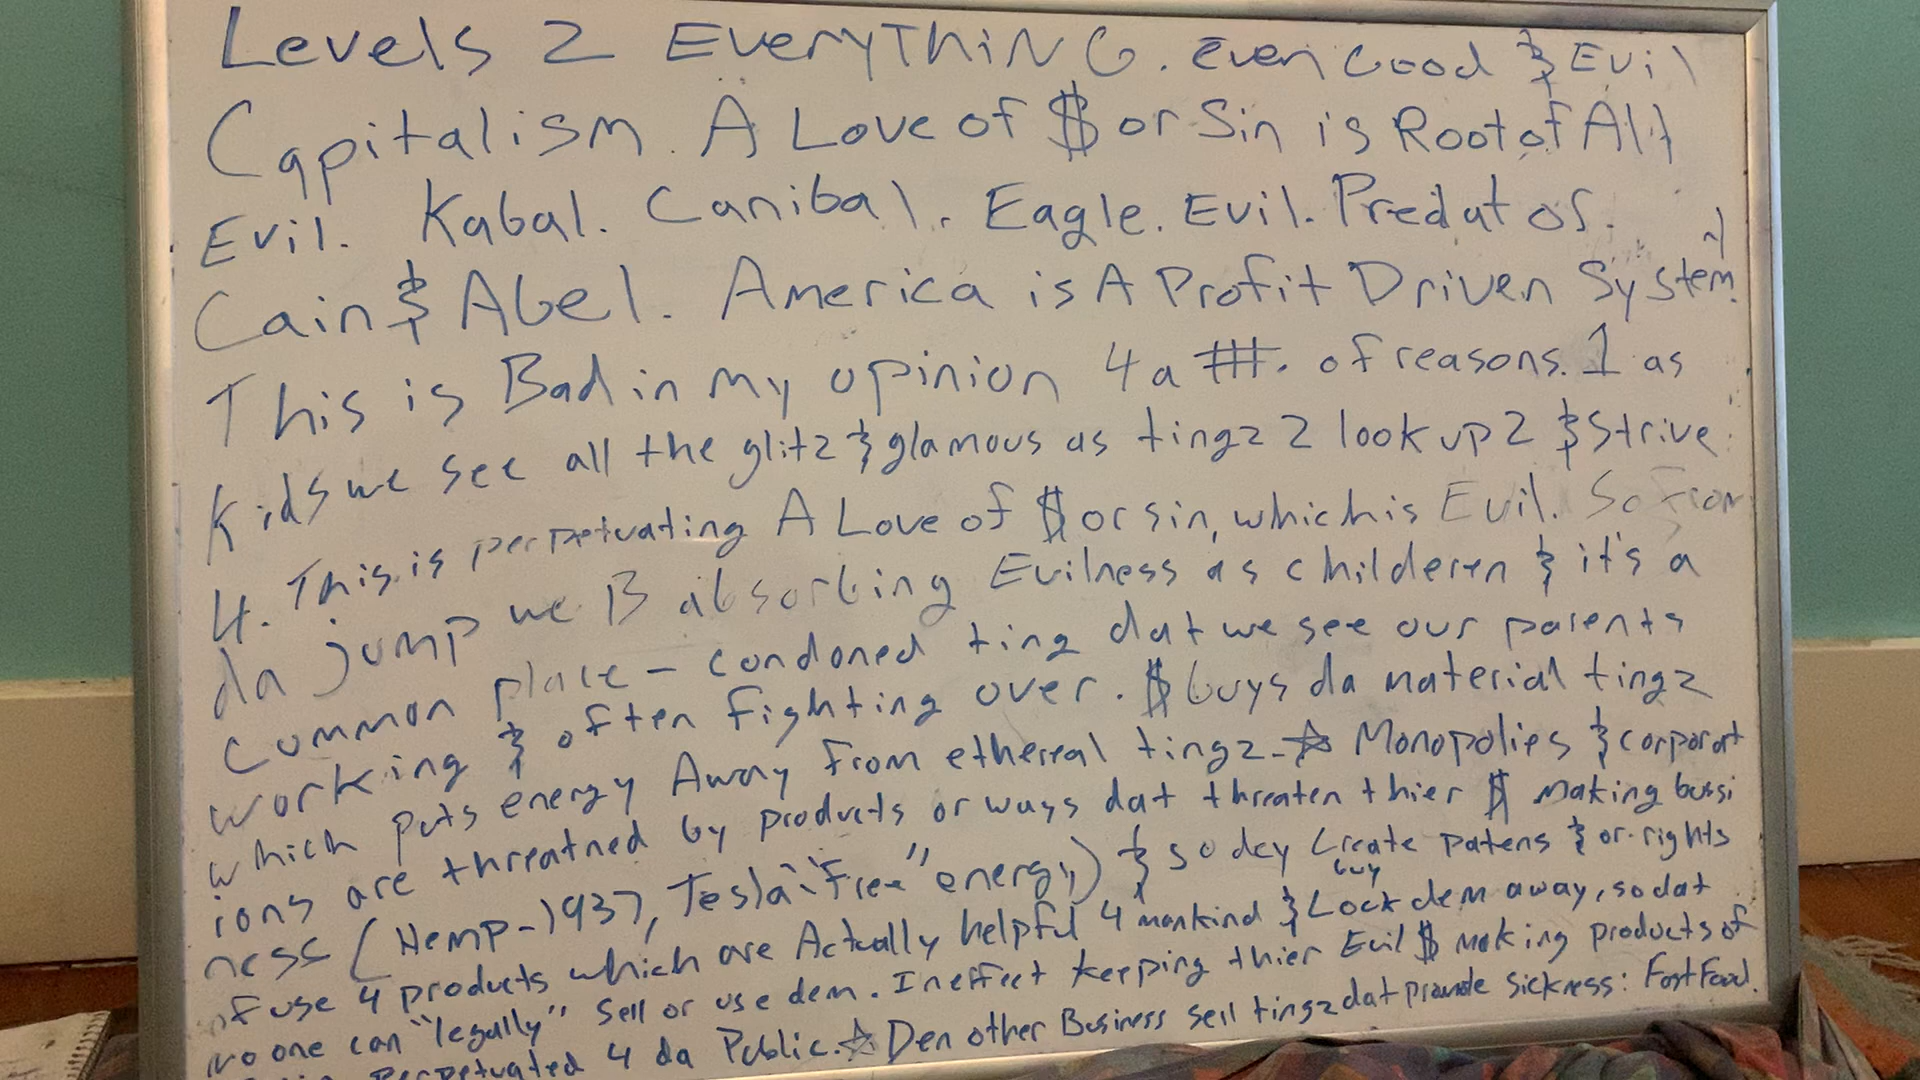 Levels 2 EVerYThiNG. even Good & Evil
Capitalism. A Love of $ or Sin is Root of All
Evil. Kabal. Canibal. Eagle. Evil. Predator.
Cain & Abel. America is A Profit Driven System.
This is Bad in my opinion 4 a #. of reasons. 1 as
Kids we see all the glitz & glamous as tingz 2 look up 2 & Strive
4. This is perpetuating A Love of $ or sin, which is Evil. So From
da jump we B absorbing Evilness as childeren & it's a
common place - condoned ting dat we see our parents
working & often fighting over. $ buys da material tingz
which puts energy Away from ethereal tingz. ☆ Monopolies & corporat
ions are threatned by products or ways dat threaten thier $ making bussi
ness (Hemp-1937, Tesla "Free" energy) & so dey create patens & or rights
of use 4 products which are Actually helpful 4 mankind & buy Lock dem away, so dat
no one can "legally" sell or use dem. In effect keeping thier Evil $ making products of
perpetuated 4 da Public. ☆ Den other Business sell tingz dat sickness: Fast Food.